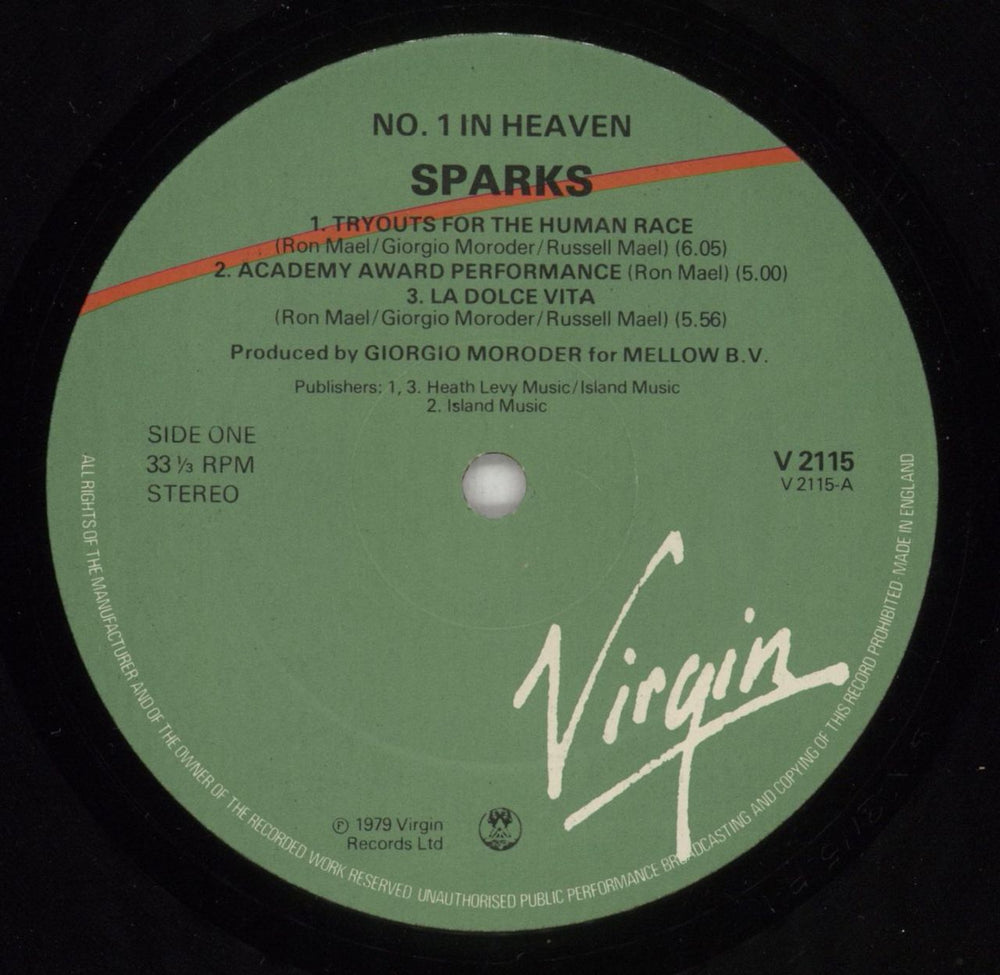 NO. 1 IN HEAVEN
SPARKS
1. TRYOUTS FOR THE HUMAN RACE
(Ron Mael/Giorgio Moroder/Russell Mael) (6.05)
2. ACADEMY AWARD PERFORMANCE (Ron Mael) (5.00)
3. LA DOLCE VITA
(Ron Mael/Giorgio Moroder/Russell Mael) (5.56)
Produced by GIORGIO MORODER for MELLOW B.V.
Publishers: 1, 3. Heath Levy Music/Island Music
2. Island Music
SIDE ONE
33 ⅓ RPM
STEREO
V 2115
V 2115-A
Virgin
℗ 1979 Virgin
Records Ltd
ALL RIGHTS OF THE MANUFACTURER AND OF THE OWNER OF THE RECORDED WORK RESERVED UNAUTHORISED PUBLIC PERFORMANCE BROADCASTING AND COPYING OF THIS RECORD PROHIBITED · MADE IN ENGLAND